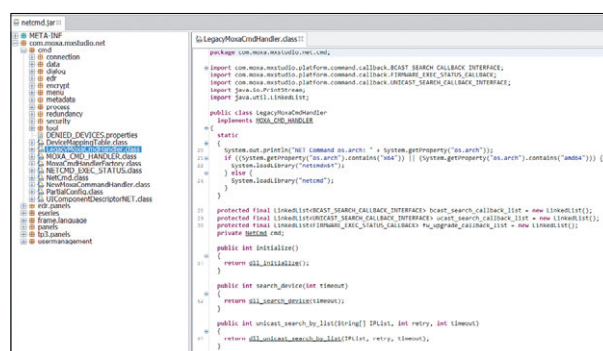 netcmd.jar
META-INF
com.moxa.mxstudio.net
cmd
connection
data
dialog
edr
encrypt
menu
metadata
process
redundancy
security
tool
DENIED_DEVICES.properties
DeviceMappingTable.class
LegacyMoxaCmdHandler.class
MOXA_CMD_HANDLER.class
MoxaCmdHandlerFactory.class
NETCMD_EXEC_STATUS.class
NetCmd.class
NewMoxaCommandHandler.class
PartialConfig.class
UIComponentDescriptorNET.class
edr.panels
eseries
frame.language
panels
tp3.panels
usermanagement
LegacyMoxaCmdHandler.class
package com.moxa.mxstudio.net.cmd;
import com.moxa.mxstudio.platform.command.callback.BCAST_SEARCH_CALLBACK_INTERFACE;
import com.moxa.mxstudio.platform.command.callback.FIRMWARE_EXEC_STATUS_CALLBACK;
import com.moxa.mxstudio.platform.command.callback.UNICAST_SEARCH_CALLBACK_INTERFACE;
import java.io.PrintStream;
import java.util.LinkedList;
public class LegacyMoxaCmdHandler
implements MOXA_CMD_HANDLER
{
static
{
System.out.println("NET Command os.arch: " + System.getProperty("os.arch"));
if ((System.getProperty("os.arch").contains("x64")) || (System.getProperty("os.arch").contains("amd64"))) {
System.loadLibrary("netcmdx64");
} else {
System.loadLibrary("netcmd");
}
}
protected final LinkedList<BCAST_SEARCH_CALLBACK_INTERFACE> bcast_search_callback_list = new LinkedList();
protected final LinkedList<UNICAST_SEARCH_CALLBACK_INTERFACE> ucast_search_callback_list = new LinkedList();
protected final LinkedList<FIRMWARE_EXEC_STATUS_CALLBACK> fw_upgrade_callback_list = new LinkedList();
private NetCmd cmd;
public int initialize()
{
return dll_initialize();
}
public int search_device(int timeout)
{
return dll_search_device(timeout);
}
public int unicast_search_by_list(String[] IPList, int retry, int timeout)
{
return dll_unicast_search_by_list(IPList, retry, timeout);
}